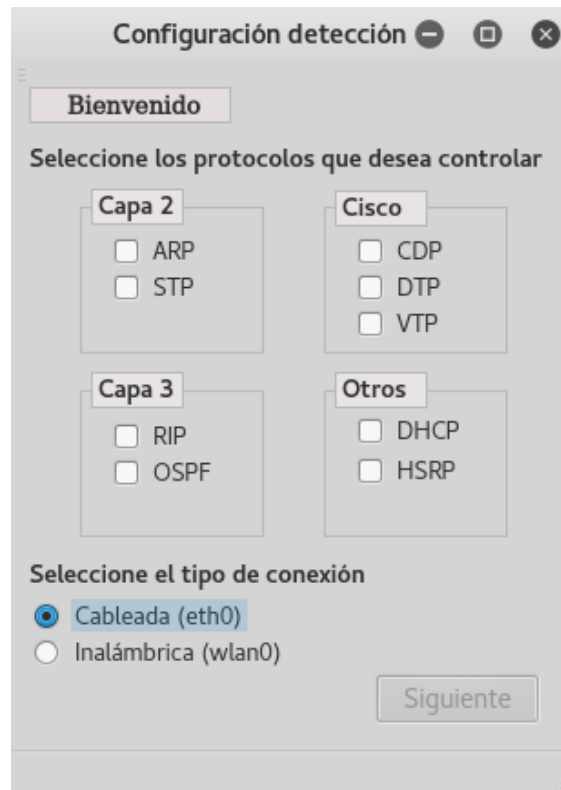 Configuración detección
Bienvenido
Seleccione los protocolos que desea controlar
Capa 2
ARP
STP
Cisco
CDP
DTP
VTP
Capa 3
RIP
OSPF
Otros
DHCP
HSRP
Seleccione el tipo de conexión
Cableada (eth0)
Inalámbrica (wlan0)
Siguiente